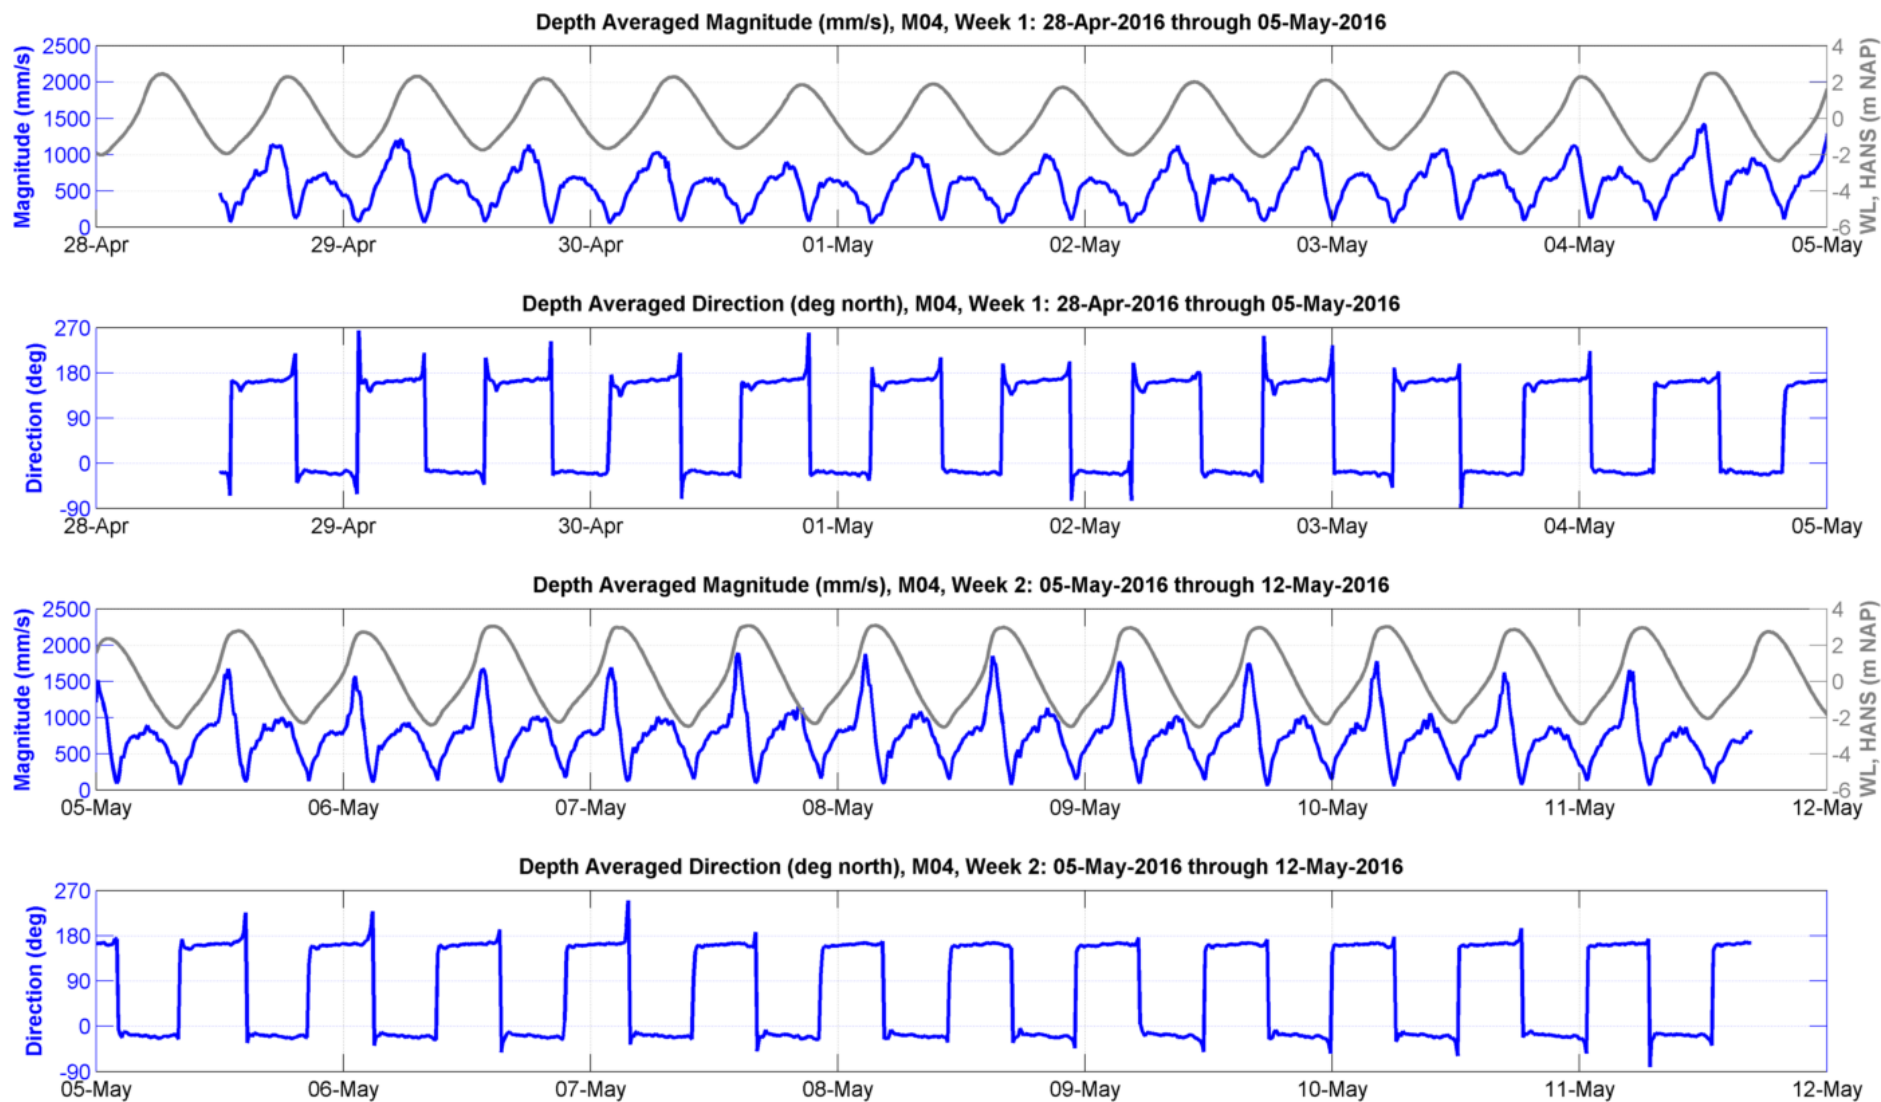 Depth Averaged Magnitude (mm/s), M04, Week 1: 28-Apr-2016 through 05-May-2016
Magnitude (mm/s)
2500
2000
1500
1000
500
0
4
2
0
-2
-4
-6
WL, HANS (m NAP)
28-Apr 29-Apr 30-Apr 01-May 02-May 03-May 04-May 05-May
Depth Averaged Direction (deg north), M04, Week 1: 28-Apr-2016 through 05-May-2016
Direction (deg)
270
180
90
0
-90
28-Apr 29-Apr 30-Apr 01-May 02-May 03-May 04-May 05-May
Depth Averaged Magnitude (mm/s), M04, Week 2: 05-May-2016 through 12-May-2016
Magnitude (mm/s)
2500
2000
1500
1000
500
0
4
2
0
-2
-4
-6
WL, HANS (m NAP)
05-May 06-May 07-May 08-May 09-May 10-May 11-May 12-May
Depth Averaged Direction (deg north), M04, Week 2: 05-May-2016 through 12-May-2016
Direction (deg)
270
180
90
0
-90
05-May 06-May 07-May 08-May 09-May 10-May 11-May 12-May